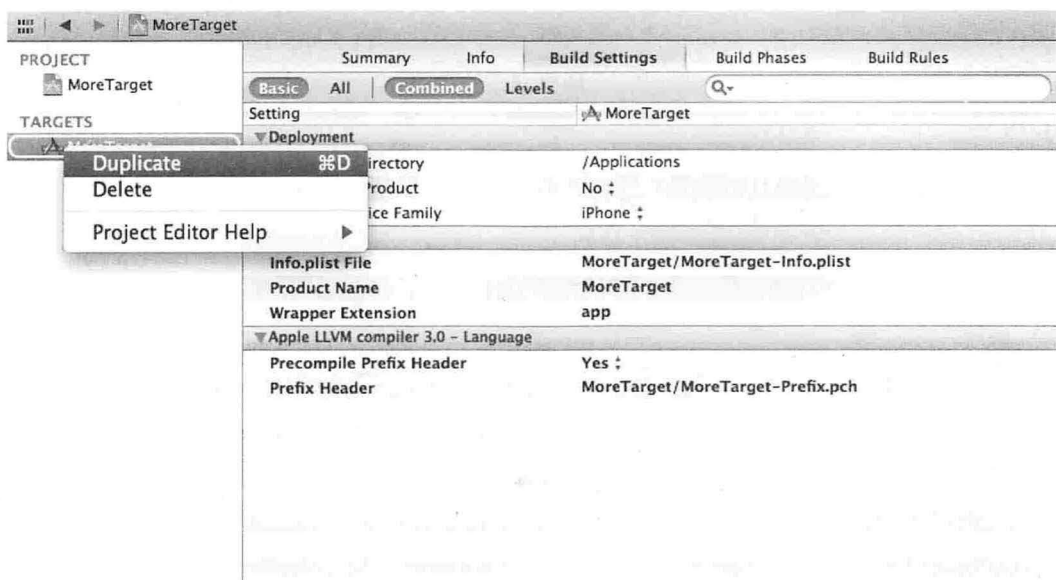 MoreTarget
PROJECT
MoreTarget
TARGETS
Summary Info Build Settings Build Phases Build Rules
Basic All Combined Levels
Setting MoreTarget
Deployment
Duplicate ⌘D
irectory /Applications
Delete
Product No
ice Family iPhone
Project Editor Help
Info.plist File MoreTarget/MoreTarget-Info.plist
Product Name MoreTarget
Wrapper Extension app
Apple LLVM compiler 3.0 - Language
Precompile Prefix Header Yes
Prefix Header MoreTarget/MoreTarget-Prefix.pch